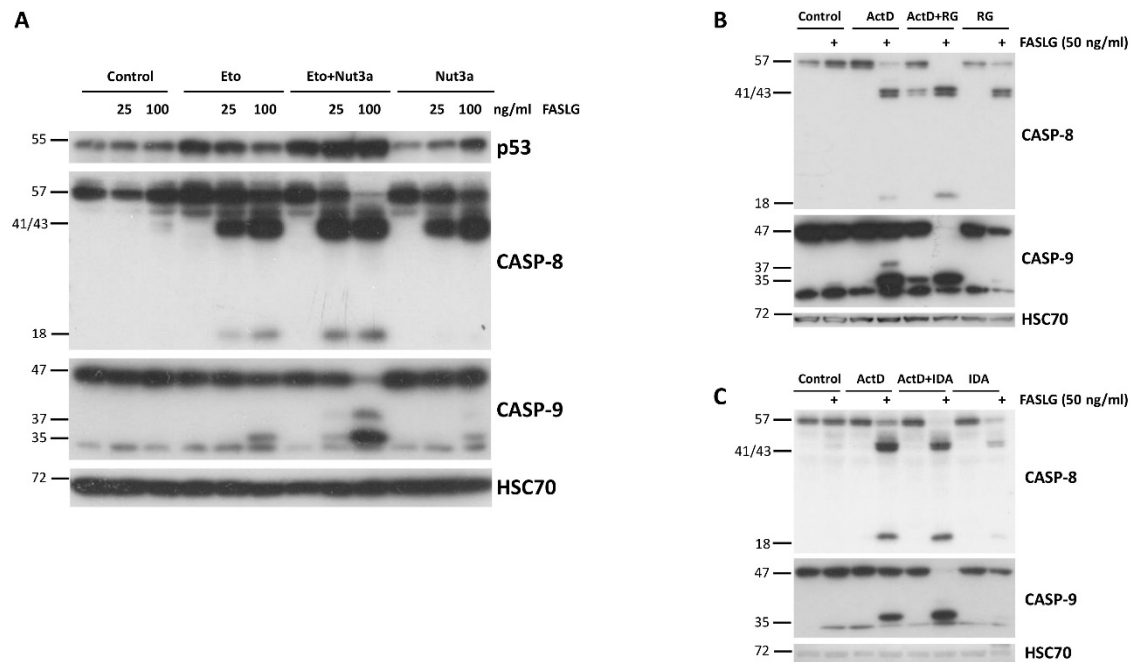 A
Control Eto Eto+Nut3a Nut3a
25 100 25 100 25 100 25 100 ng/ml FASLG
55 p53
57
41/43
CASP-8
18
47
CASP-9
37
35
72
HSC70
B
Control ActD ActD+RG RG
+ + + + FASLG (50 ng/ml)
57
41/43
CASP-8
18
47
CASP-9
37
35
72
HSC70
C
Control ActD ActD+IDA IDA
+ + + + FASLG (50 ng/ml)
57
41/43
CASP-8
18
47
CASP-9
35
72
HSC70